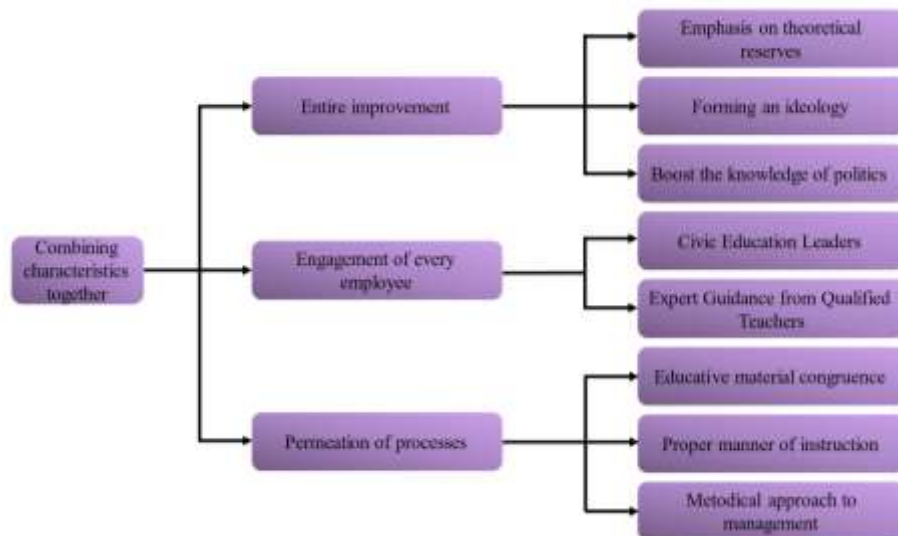 Combining
characteristics
together
Entire improvement
Emphasis on theoretical
reserves
Forming an ideology
Boost the knowledge of politics
Engagement of every
employee
Civic Education Leaders
Expert Guidance from Qualified
Teachers
Permeation of processes
Educative material congruence
Proper manner of instruction
Metodical approach to
management